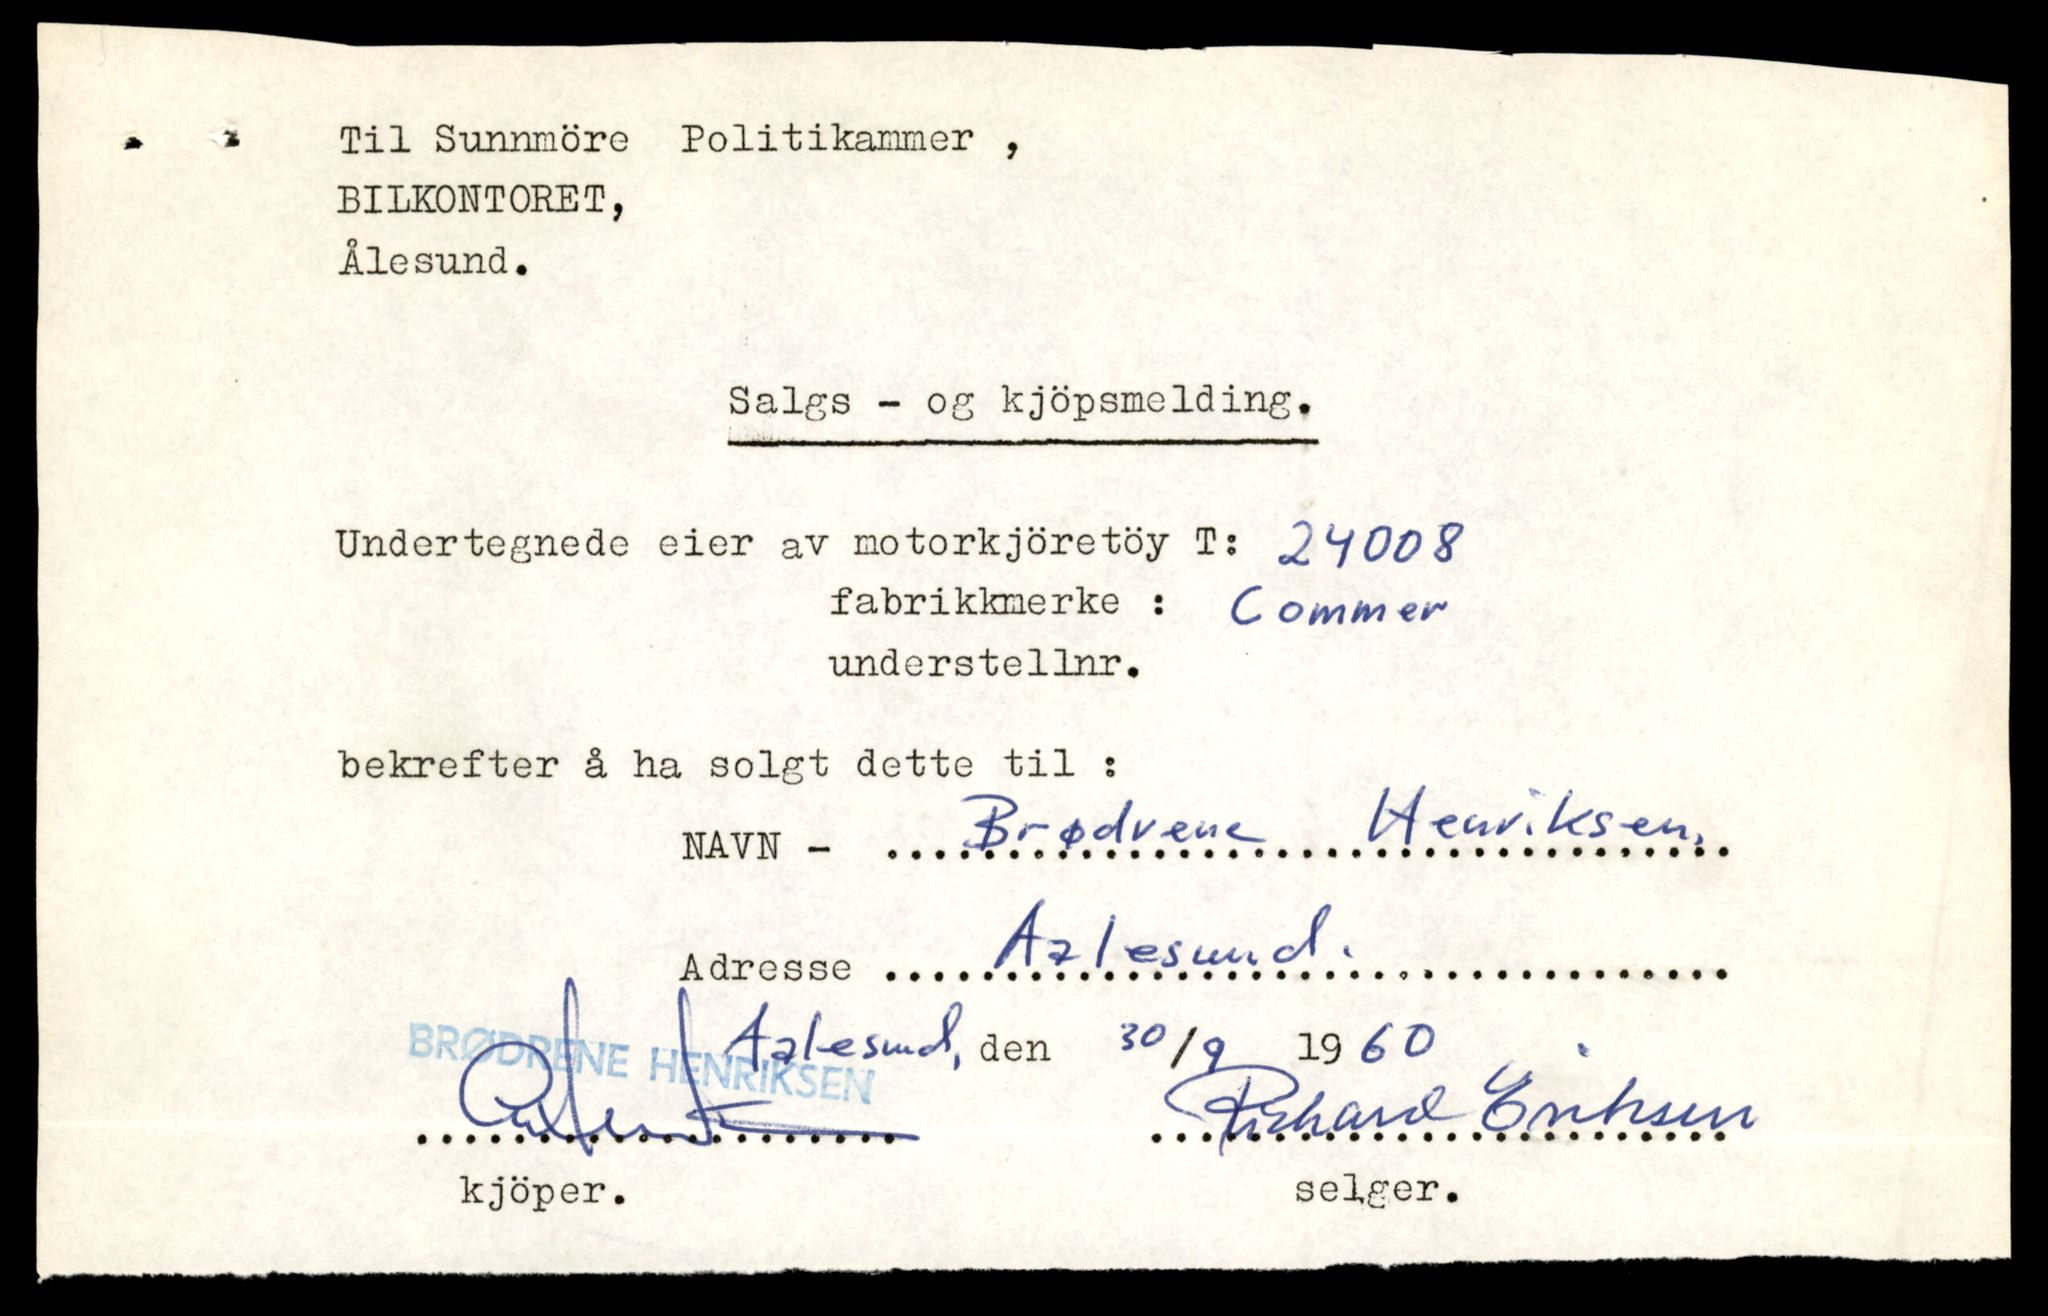 Til Sunnmöre Politikammer ,
BILKONTORET,
Ålesund.
Salgs - og kjöpsmelding.
Undertegnede eier av motorkjöretöy T: 24008
fabrikkmerke : Commer
understellnr.
bekrefter å ha solgt dette til :
NAVN - Brødrene Henriksen.
Adresse Aalesund.
Aalesund, den 30/9 1960
BRØDRENE HENRIKSEN
Richard Eriksen
kjöper. selger.